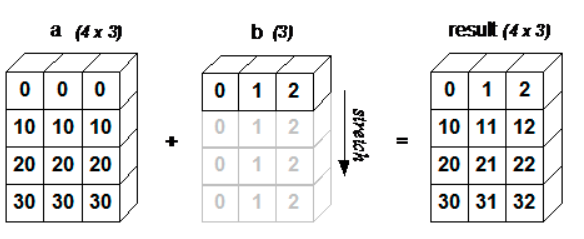 a (4 x 3) b (3) result (4 x 3)
0 0 0 0 1 2 0 1 2
10 10 10 0 1 2 10 11 12
+ stretch =
20 20 20 0 1 2 20 21 22
30 30 30 0 1 2 30 31 32